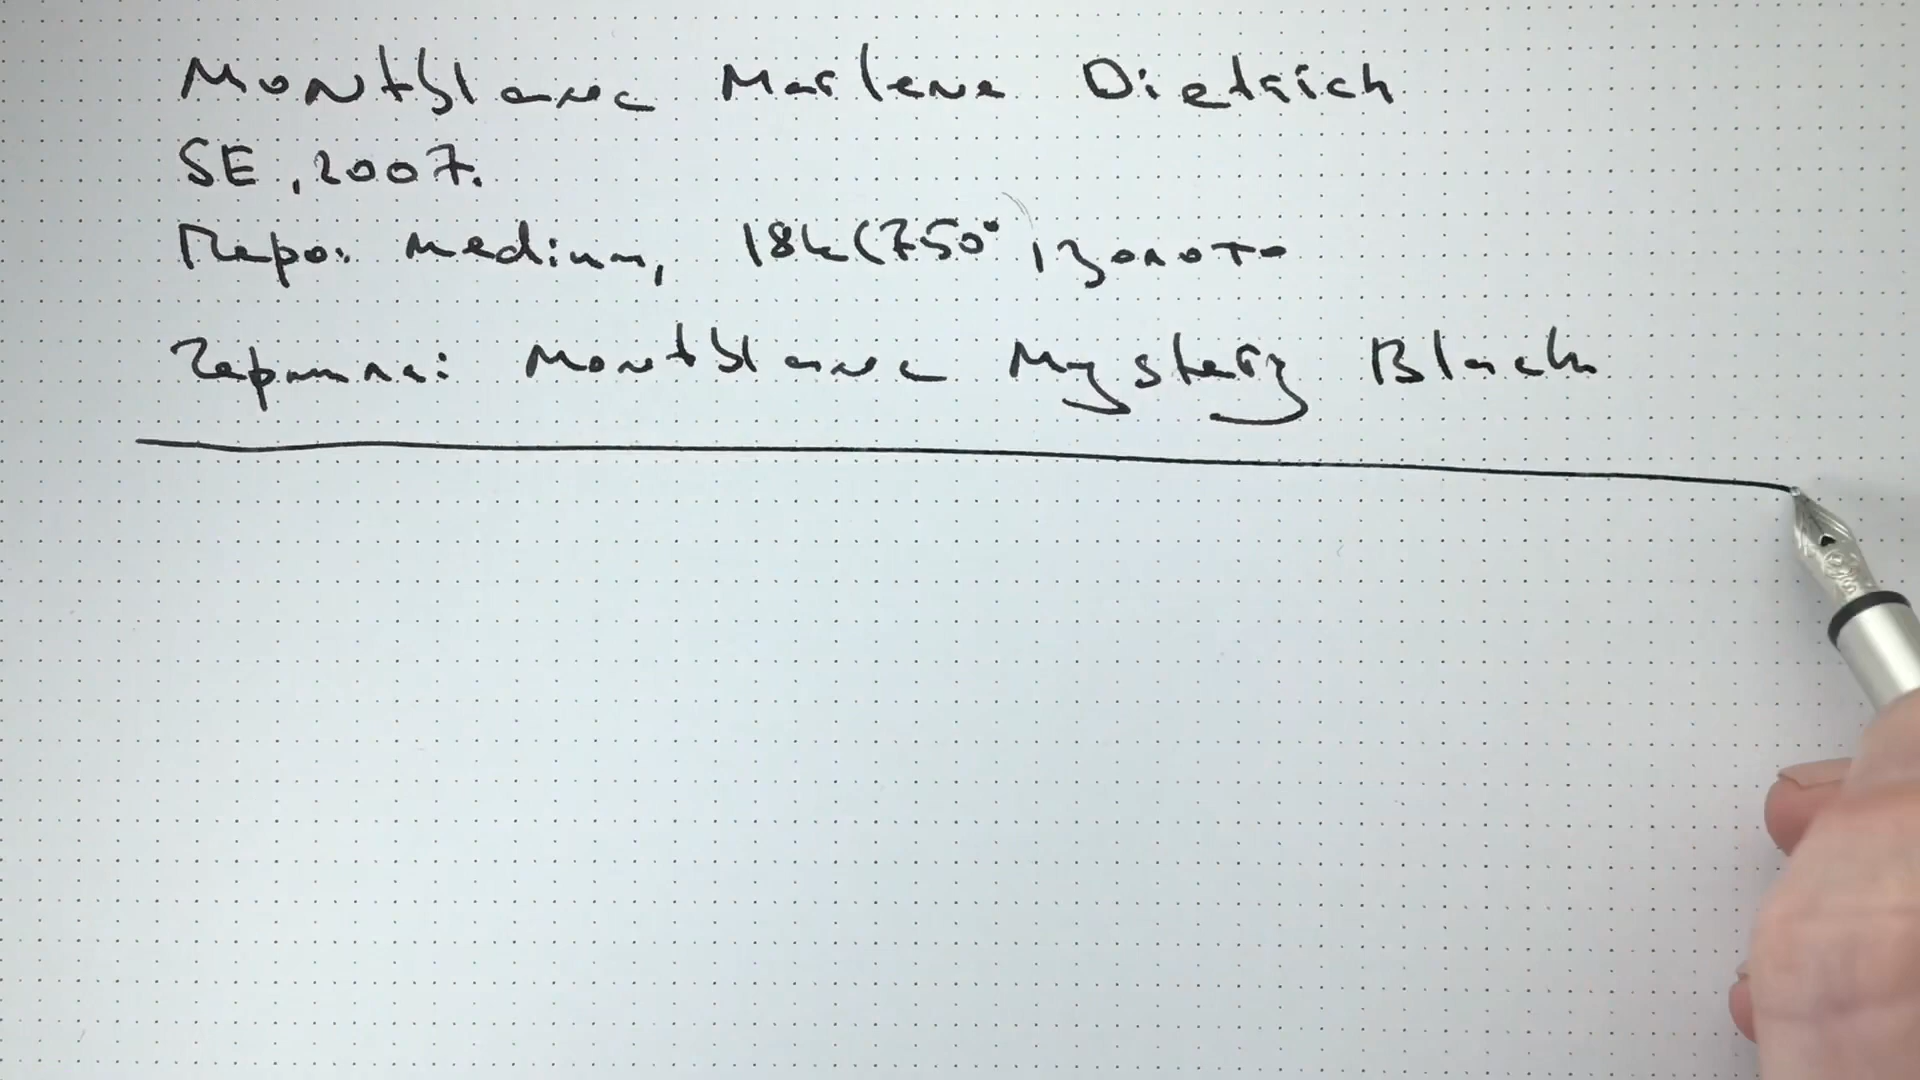 Montblanc Marlene Dietrich
SE, 2007.
Перо: medium, 18k (750°) золото
Чернила: Montblanc Mystery Black